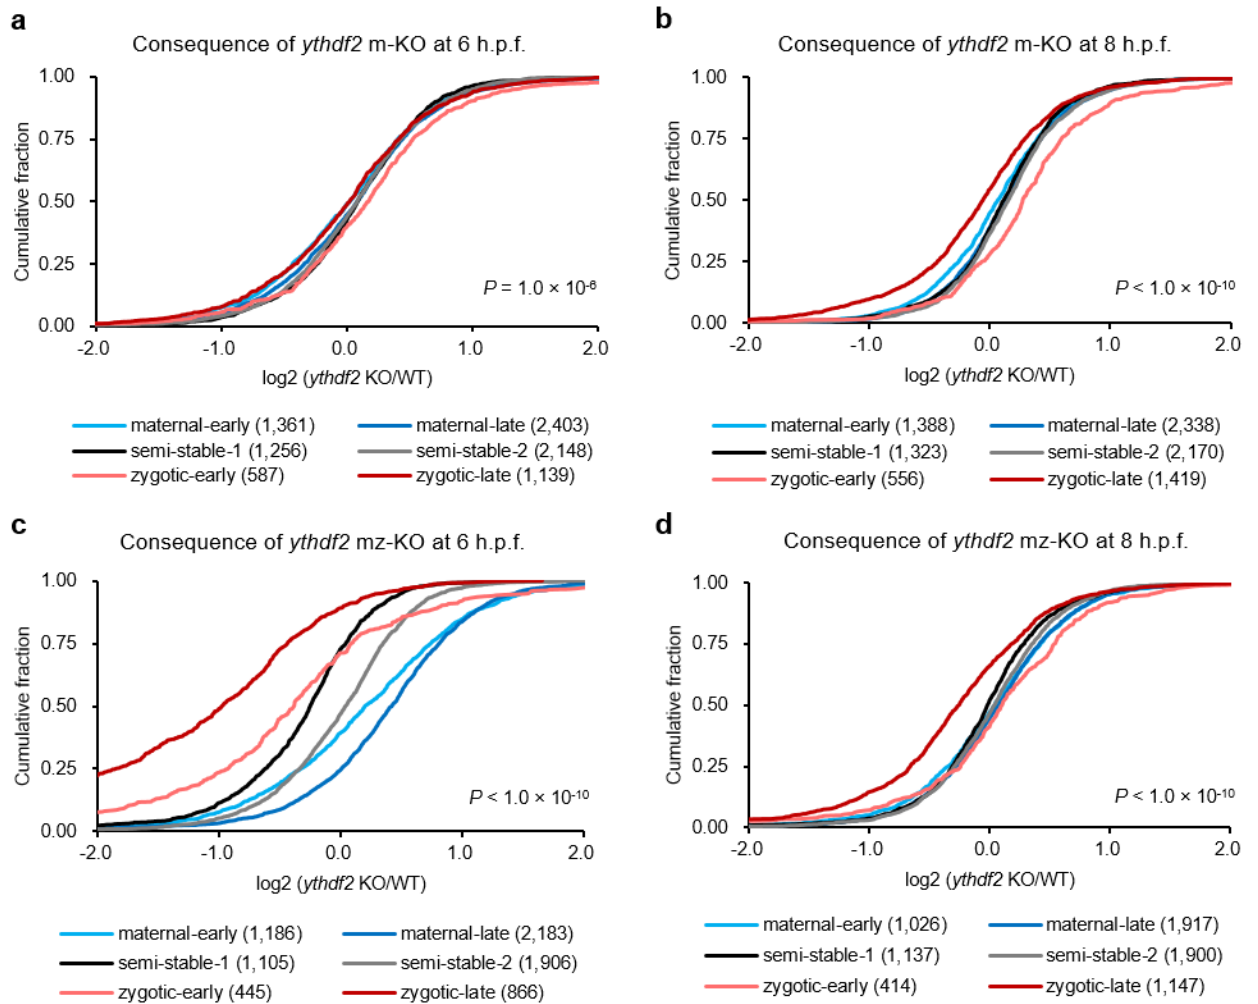 a
Consequence of ythdf2 m-KO at 6 h.p.f.
1.00
0.75
0.50
0.25
0.00
Cumulative fraction
P = 1.0 × 10-6
-2.0 -1.0 0.0 1.0 2.0
log2 (ythdf2 KO/WT)
maternal-early (1,361) maternal-late (2,403)
semi-stable-1 (1,256) semi-stable-2 (2,148)
zygotic-early (587) zygotic-late (1,139)
b
Consequence of ythdf2 m-KO at 8 h.p.f.
1.00
0.75
0.50
0.25
0.00
Cumulative fraction
P < 1.0 × 10-10
-2.0 -1.0 0.0 1.0 2.0
log2 (ythdf2 KO/WT)
maternal-early (1,388) maternal-late (2,338)
semi-stable-1 (1,323) semi-stable-2 (2,170)
zygotic-early (556) zygotic-late (1,419)
c
Consequence of ythdf2 mz-KO at 6 h.p.f.
1.00
0.75
0.50
0.25
0.00
Cumulative fraction
P < 1.0 × 10-10
-2.0 -1.0 0.0 1.0 2.0
log2 (ythdf2 KO/WT)
maternal-early (1,186) maternal-late (2,183)
semi-stable-1 (1,105) semi-stable-2 (1,906)
zygotic-early (445) zygotic-late (866)
d
Consequence of ythdf2 mz-KO at 8 h.p.f.
1.00
0.75
0.50
0.25
0.00
Cumulative fraction
P < 1.0 × 10-10
-2.0 -1.0 0.0 1.0 2.0
log2 (ythdf2 KO/WT)
maternal-early (1,026) maternal-late (1,917)
semi-stable-1 (1,137) semi-stable-2 (1,900)
zygotic-early (414) zygotic-late (1,147)